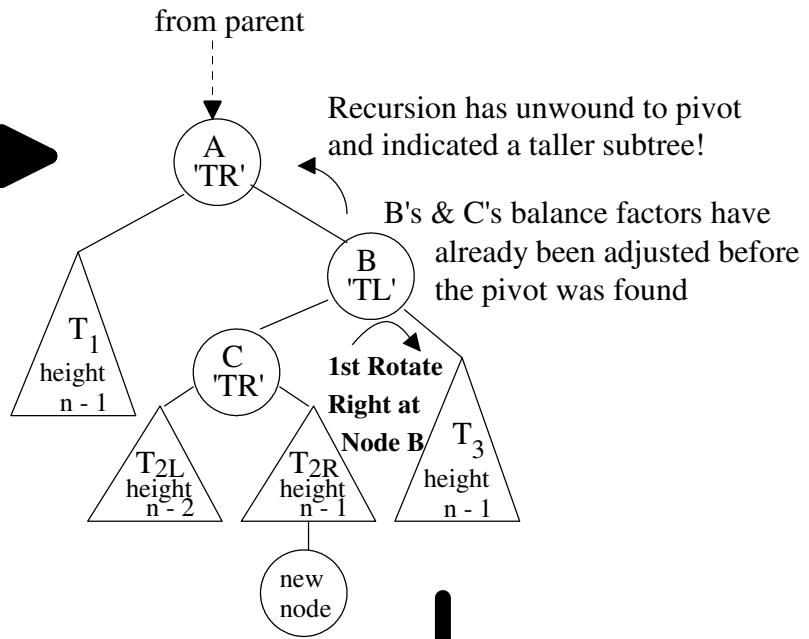 from parent
Recursion has unwound to pivot
and indicated a taller subtree!
A
'TR'
B's & C's balance factors have
already been adjusted before
the pivot was found
B
'TL'
T1
height
n - 1
C
'TR'
1st Rotate
Right at
Node B
T2L
height
n - 2
T2R
height
n - 1
T3
height
n - 1
new
node